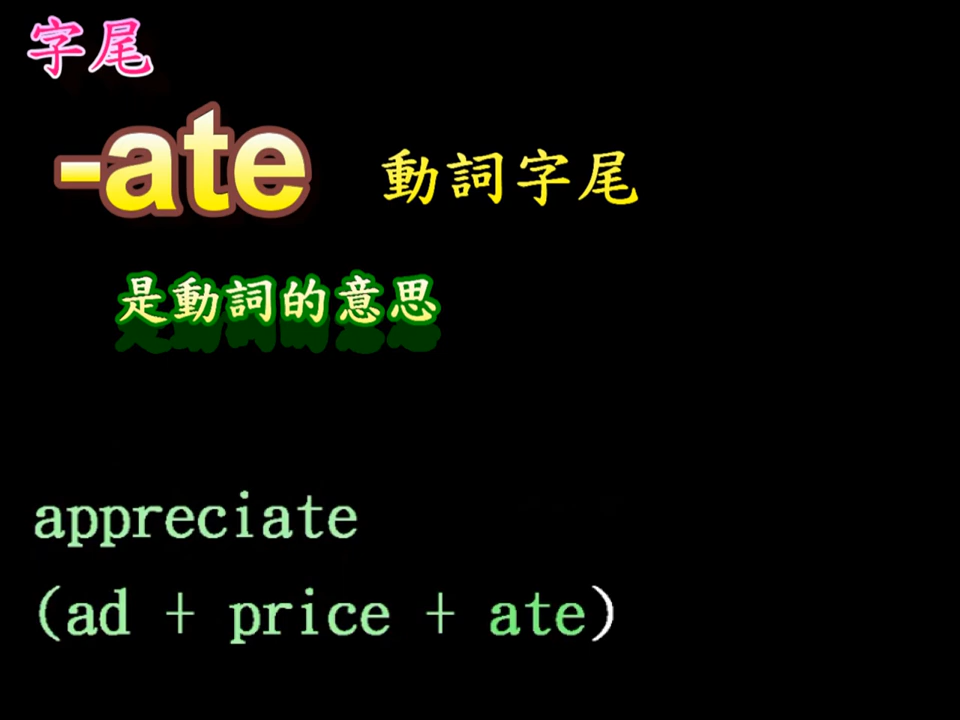 字尾
-ate 動詞字尾
是動詞的意思
appreciate
(ad + price + ate)